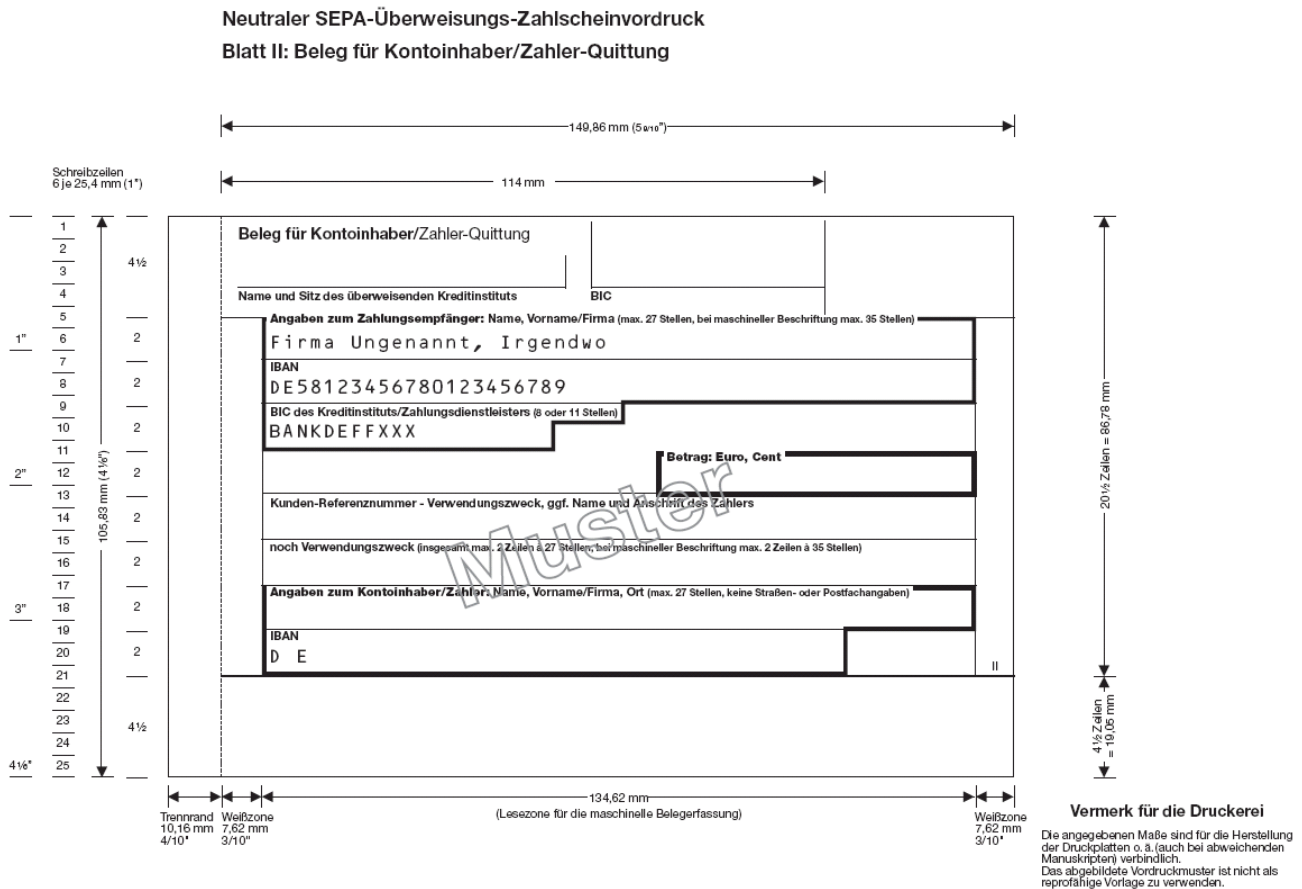 Neutraler SEPA-Überweisungs-Zahlscheinvordruck
Blatt II: Beleg für Kontoinhaber/Zahler-Quittung
149,86 mm (5 9/10")
Schreibzeilen
6 je 25,4 mm (1")
114 mm
1
2
3
4
5
6
7
8
9
10
11
12
13
14
15
16
17
18
19
20
21
22
23
24
25
1"
2"
3"
4 1/6"
105,83 mm (4 1/6")
4 1/2
2
2
2
2
2
2
2
2
4 1/2
Beleg für Kontoinhaber/Zahler-Quittung
Name und Sitz des überweisenden Kreditinstituts BIC
Angaben zum Zahlungsempfänger: Name, Vorname/Firma (max. 27 Stellen, bei maschineller Beschriftung max. 35 Stellen)
Firma Ungenannt, Irgendwo
IBAN
DE58123456780123456789
BIC des Kreditinstituts/Zahlungsdienstleisters (8 oder 11 Stellen)
BANKDEFFXXX
Betrag: Euro, Cent
Kunden-Referenznummer - Verwendungszweck, ggf. Name und Anschrift des Zahlers
noch Verwendungszweck (insgesamt max. 2 Zeilen à 27 Stellen, bei maschineller Beschriftung max. 2 Zeilen à 35 Stellen)
Muster
Angaben zum Kontoinhaber/Zahler: Name, Vorname/Firma, Ort (max. 27 Stellen, keine Straßen- oder Postfachangaben)
IBAN
D E
II
20 1/2 Zeilen = 86,78 mm
4 1/2 Zeilen
= 19,05 mm
Trennrand
10,16 mm
4/10"
Weißzone
7,62 mm
3/10"
134,62 mm
(Lesezone für die maschinelle Belegerfassung)
Weißzone
7,62 mm
3/10"
Vermerk für die Druckerei
Die angegebenen Maße sind für die Herstellung
der Druckplatten o. ä. (auch bei abweichenden
Manuskripten) verbindlich.
Das abgebildete Vordruckmuster ist nicht als
reprofähige Vorlage zu verwenden.